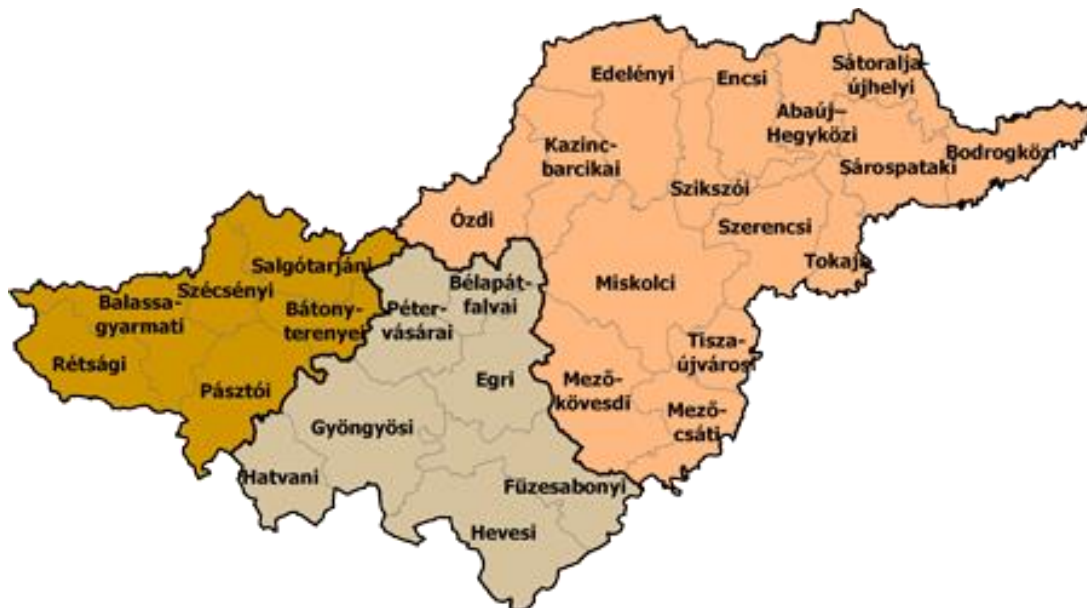 Edelényi
Encsi
Sátoralja-
újhelyi
Abaúj–
Hegyközi
Kazinc-
barcikai
Bodrogközi
Sárospataki
Szikszói
Ózdi
Szerencsi
Tokaji
Salgótarjáni
Miskolci
Bélapát-
falvai
Szécsényi
Balassa-
gyarmati
Bátony-
terenyei
Péter-
vásárai
Tisza-
újvárosi
Rétsági
Egri
Mező-
kövesdi
Pásztói
Mező-
csáti
Gyöngyösi
Hatvani
Füzesabonyi
Hevesi